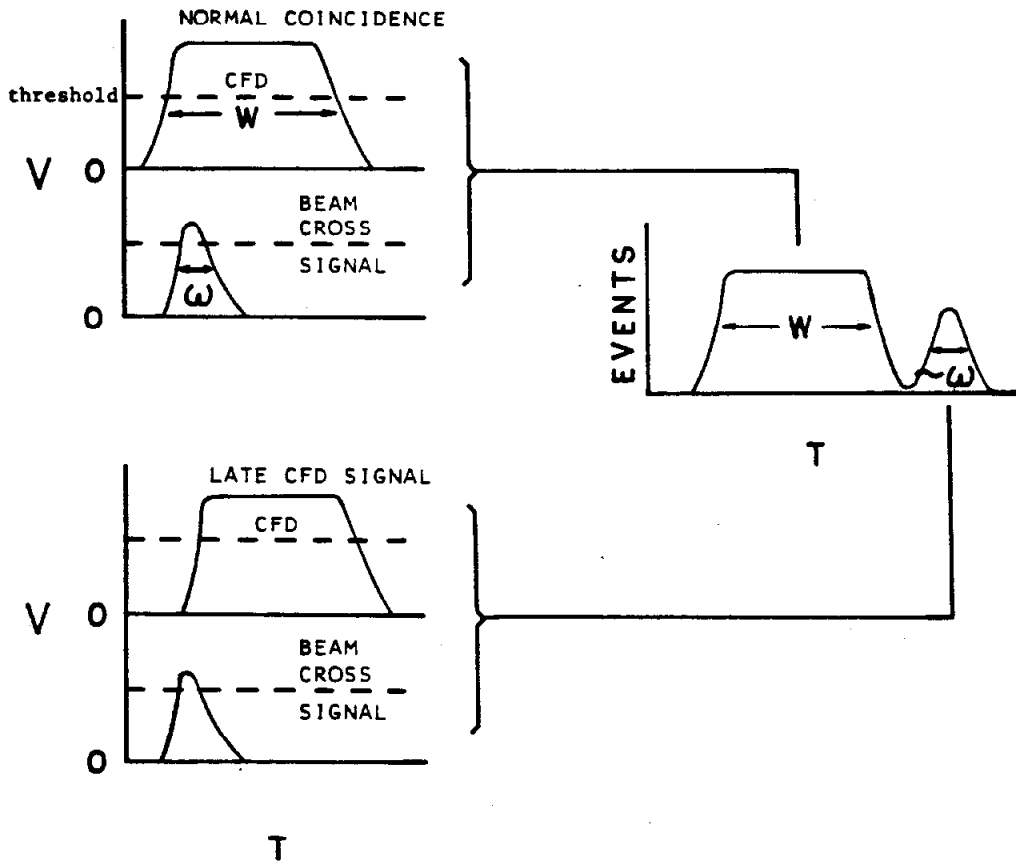 NORMAL COINCIDENCE
CFD
threshold
W
V
0
BEAM
CROSS
SIGNAL
ω
0
EVENTS
W
~ω
T
LATE CFD SIGNAL
CFD
V
0
BEAM
CROSS
SIGNAL
0
T